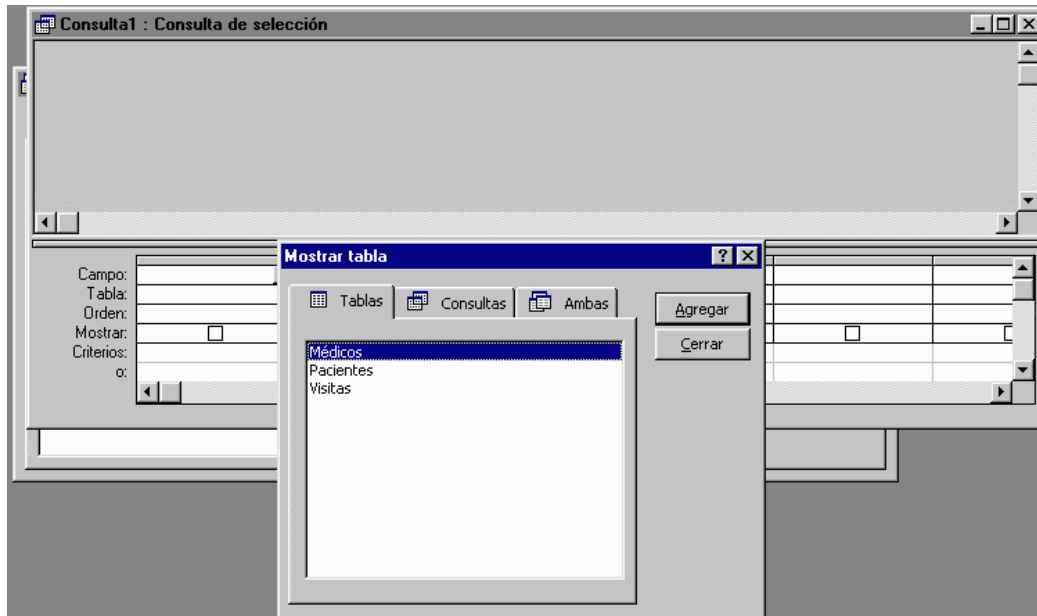 Consulta1 : Consulta de selección
Campo:
Tabla:
Orden:
Mostrar:
Criterios:
o:
Mostrar tabla
Tablas Consultas Ambas
Médicos
Pacientes
Visitas
Agregar
Cerrar